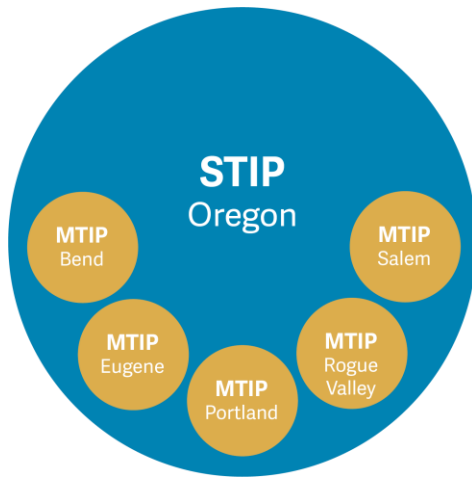 STIP
Oregon
MTIP
Bend
MTIP
Salem
MTIP
Eugene
MTIP
Rogue
Valley
MTIP
Portland